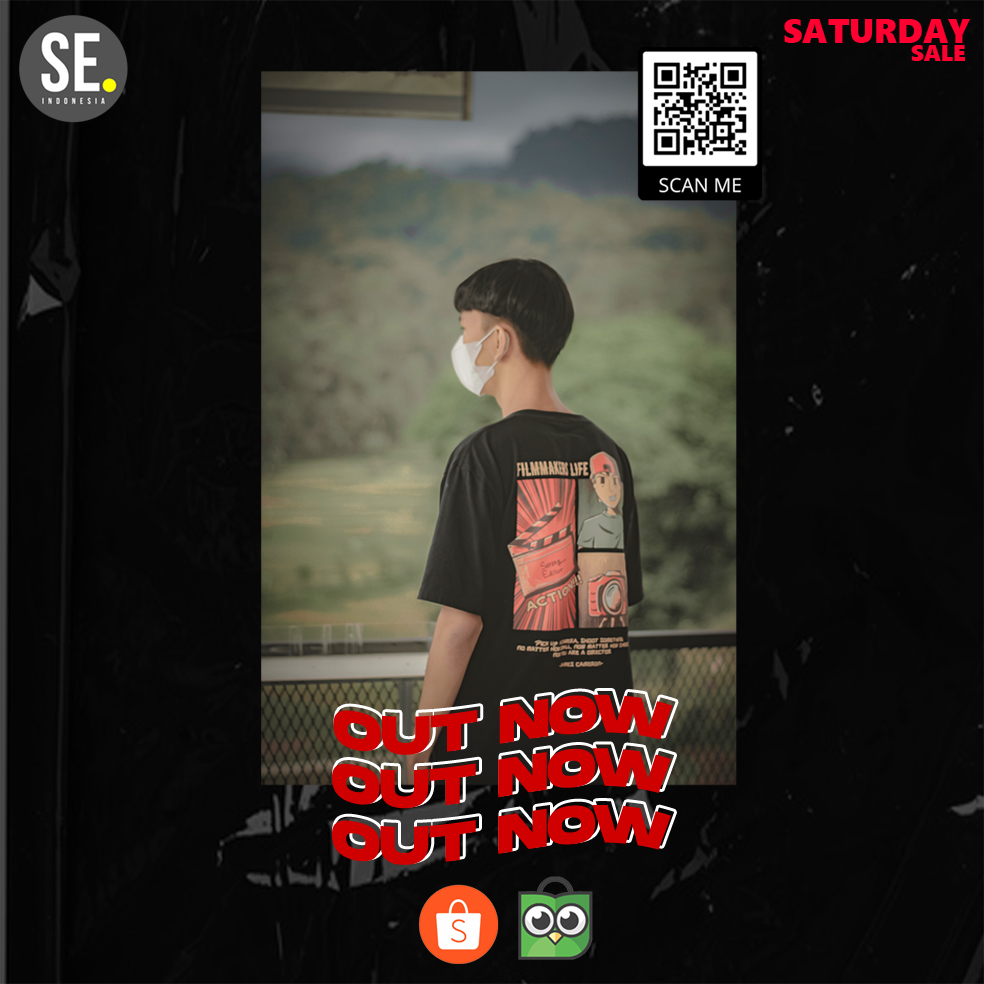 SE.
INDONESIA
SATURDAY
SALE
SCAN ME
FILMMAKERS LIFE
ACTION
OUT NOW
OUT NOW
OUT NOW
S